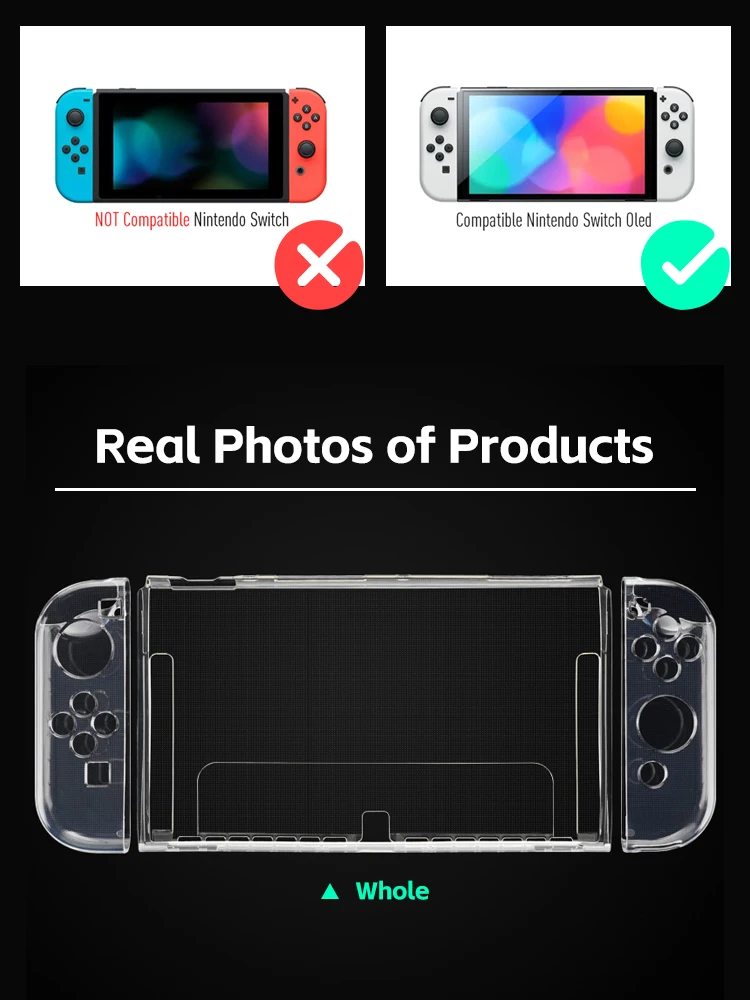 NOT Compatible Nintendo Switch
Compatible Nintendo Switch Oled
Real Photos of Products
▲ Whole